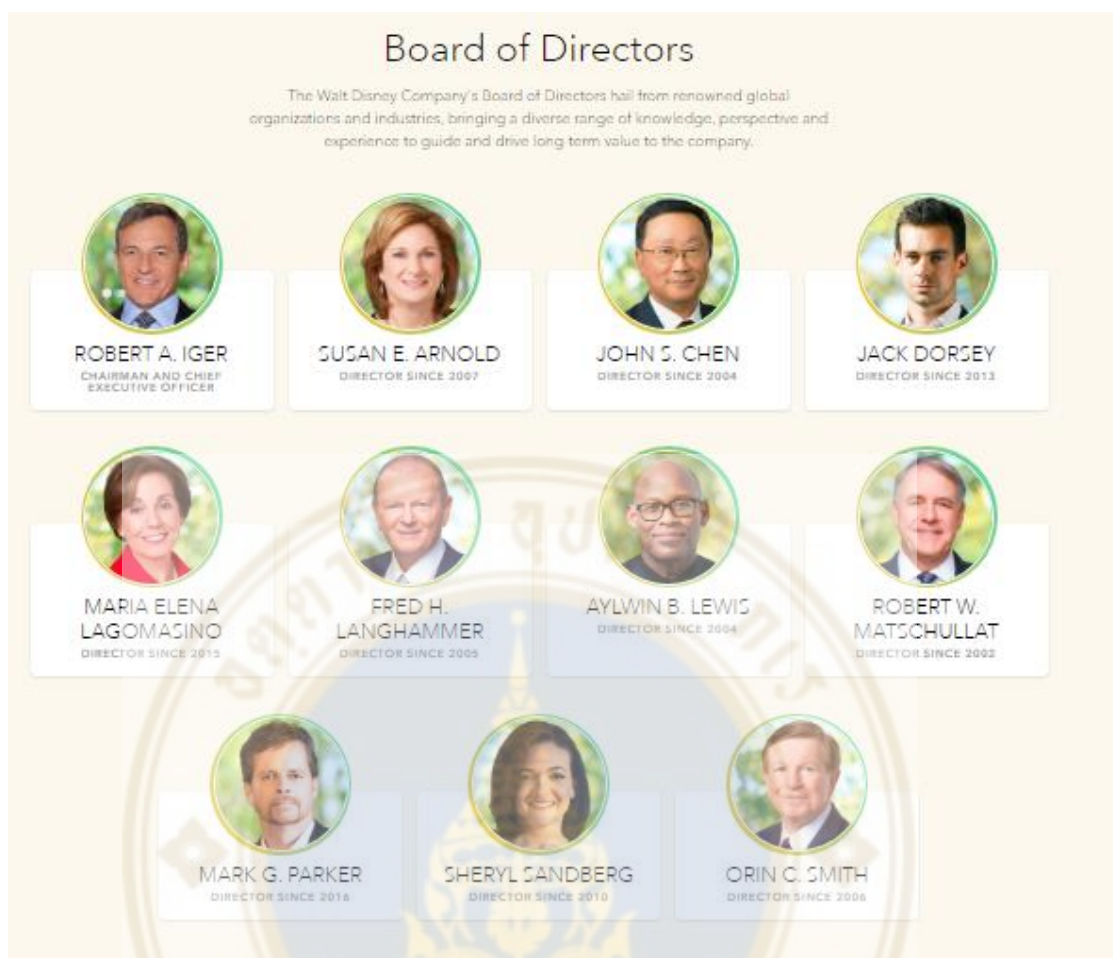 Board of Directors
The Walt Disney Company's Board of Directors hail from renowned global
organizations and industries, bringing a diverse range of knowledge, perspective and
experience to guide and drive long term value to the company.
ROBERT A. IGER
CHAIRMAN AND CHIEF
EXECUTIVE OFFICER
SUSAN E. ARNOLD
DIRECTOR SINCE 2007
JOHN S. CHEN
DIRECTOR SINCE 2004
JACK DORSEY
DIRECTOR SINCE 2013
MARIA ELENA
LAGOMASINO
DIRECTOR SINCE 2015
FRED H.
LANGHAMMER
DIRECTOR SINCE 2005
AYLWIN B. LEWIS
DIRECTOR SINCE 2004
ROBERT W.
MATSCHULLAT
DIRECTOR SINCE 2002
MARK G. PARKER
DIRECTOR SINCE 2016
SHERYL SANDBERG
DIRECTOR SINCE 2010
ORIN C. SMITH
DIRECTOR SINCE 2006